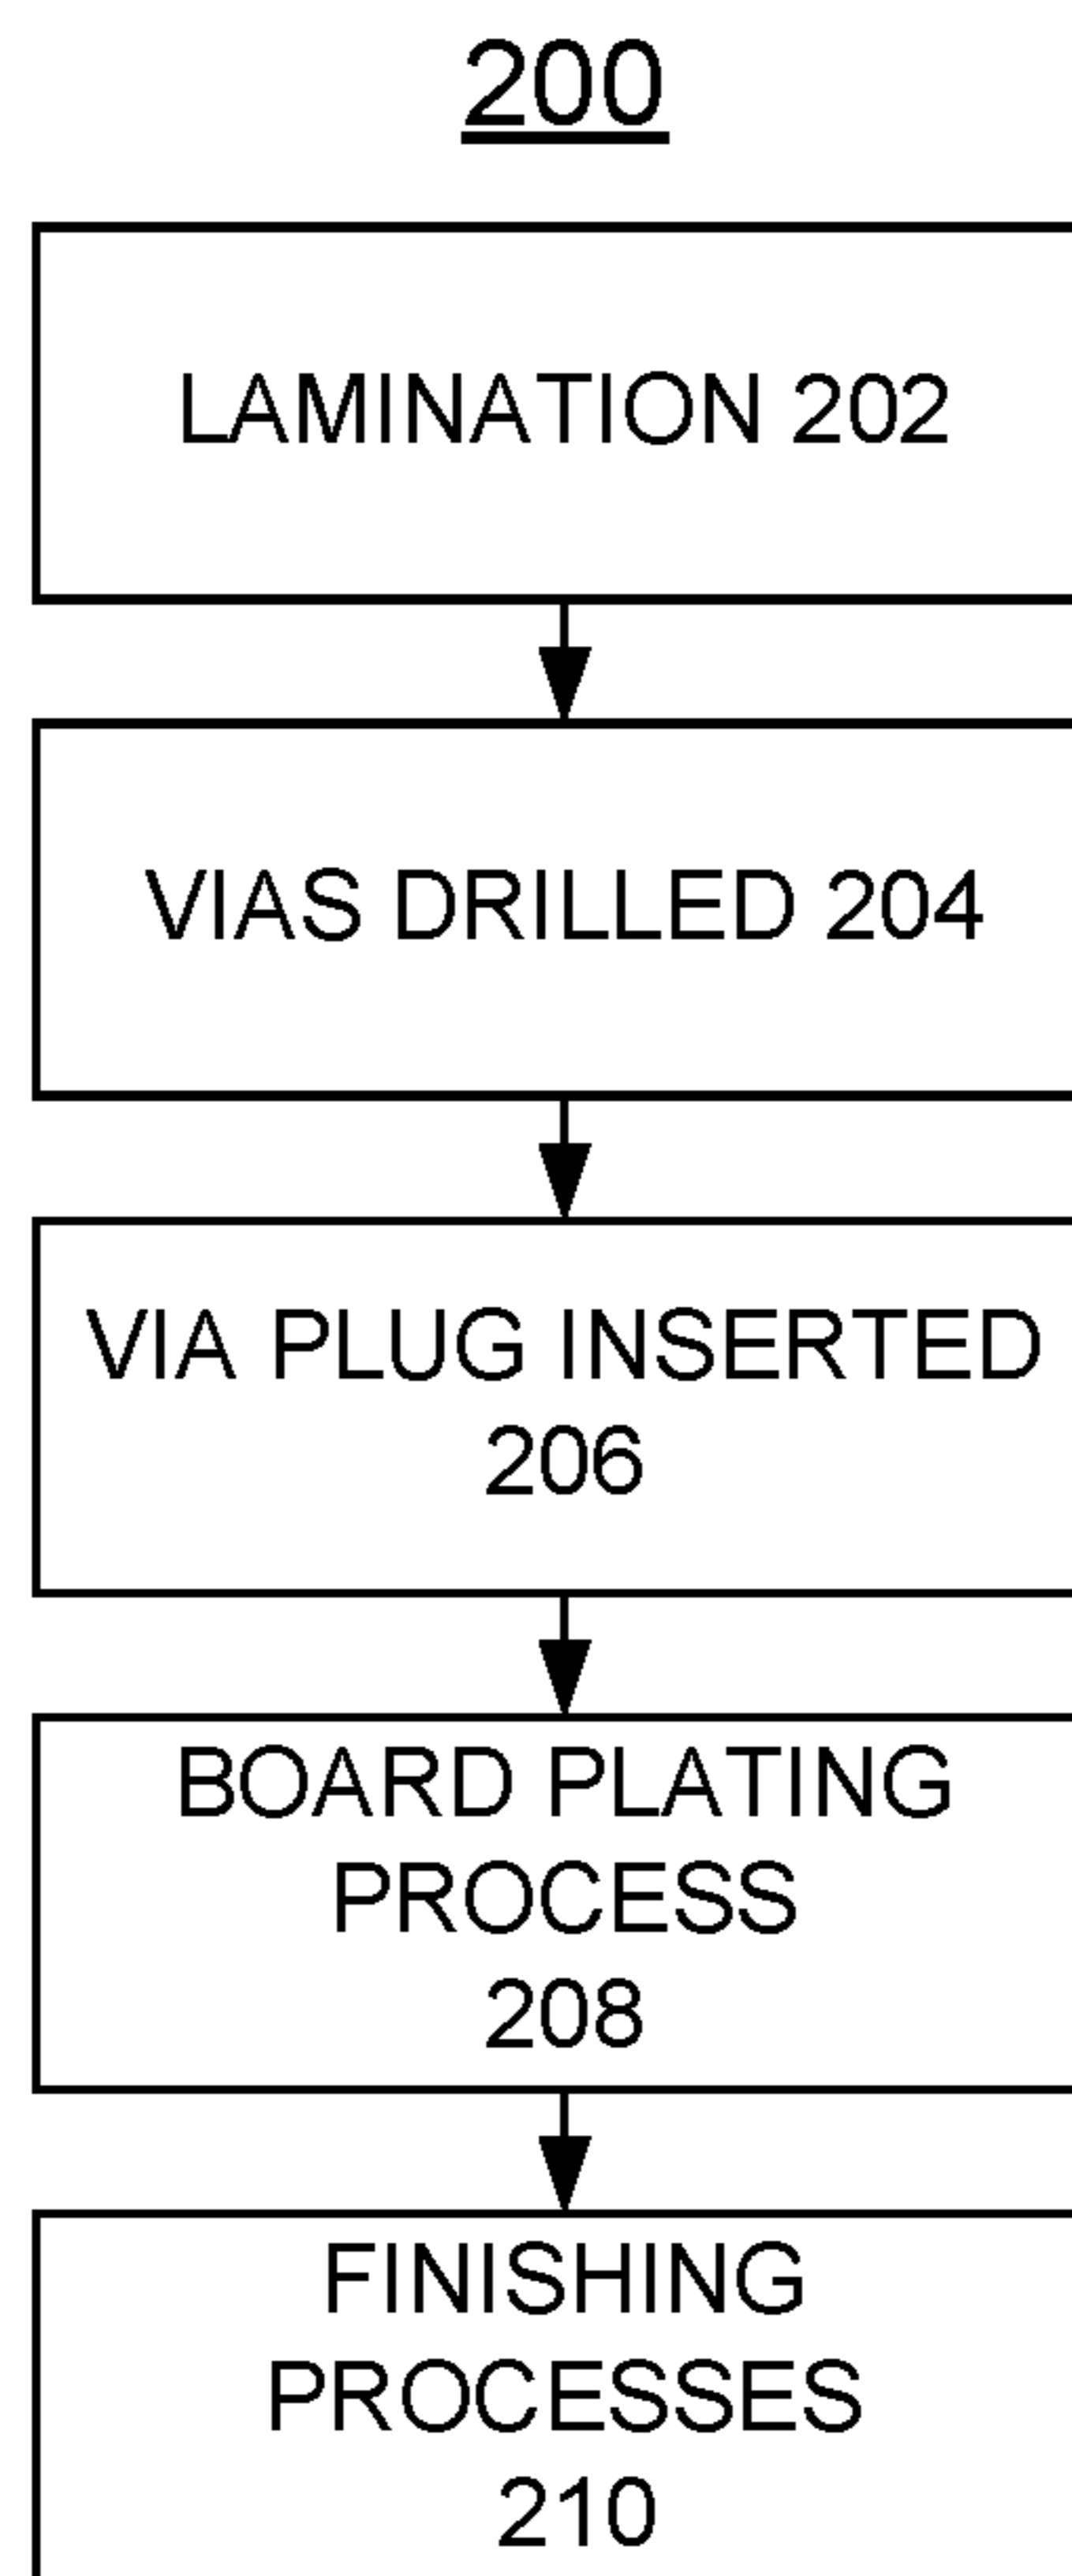 200
LAMINATION 202
VIAS DRILLED 204
VIA PLUG INSERTED
206
BOARD PLATING
PROCESS
208
FINISHING
PROCESSES
210